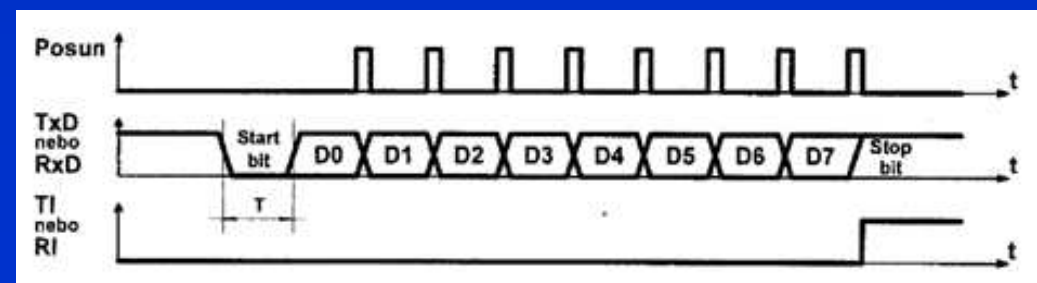 Posun
t
TxD
nebo
RxD
Start
bit
D0 D1 D2 D3 D4 D5 D6 D7
Stop
bit
t
T
TI
nebo
RI
t